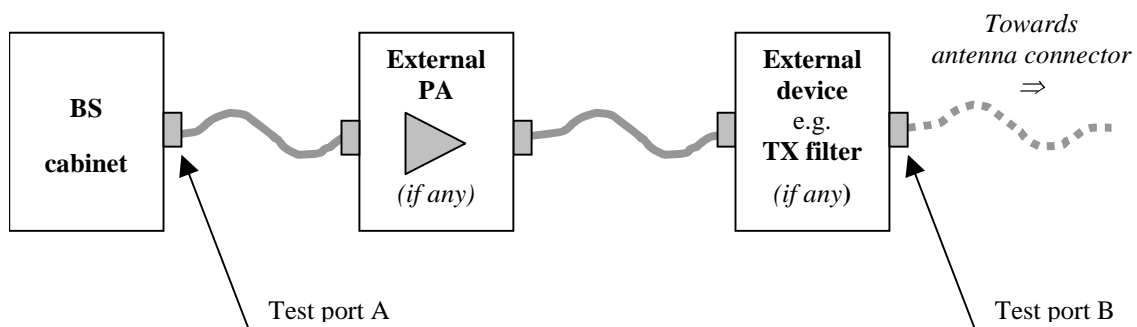 BS
cabinet
External
PA
(if any)
External
device
e.g.
TX filter
(if any)
Towards
antenna connector
⇒
Test port A
Test port B